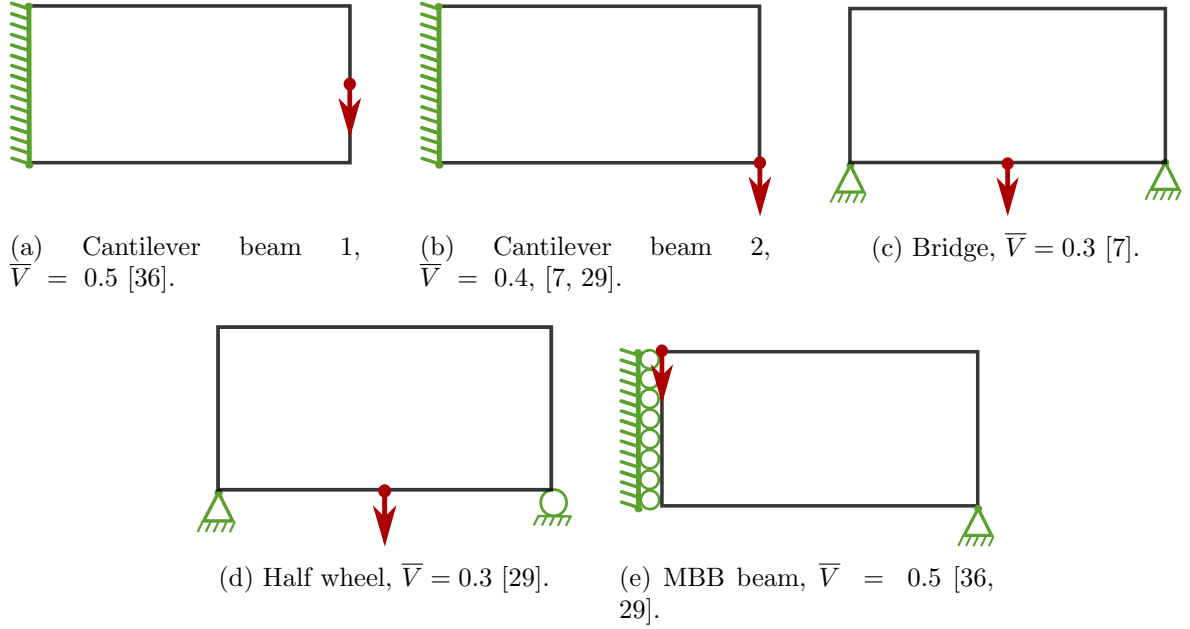 (a) Cantilever beam 1,
V̅ = 0.5 [36].
(b) Cantilever beam 2,
V̅ = 0.4, [7, 29].
(c) Bridge, V̅ = 0.3 [7].
(d) Half wheel, V̅ = 0.3 [29].
(e) MBB beam, V̅ = 0.5 [36,
29].